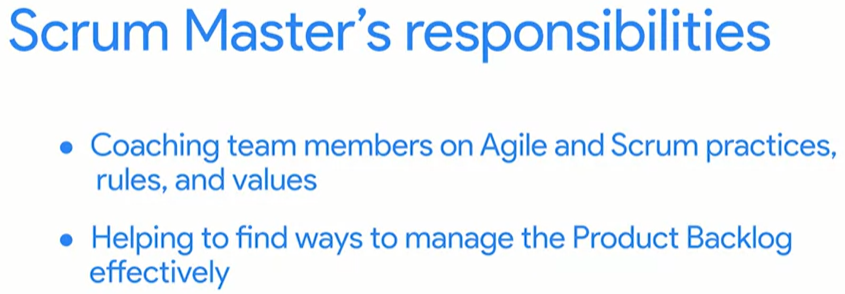 Scrum Master's responsibilities
● Coaching team members on Agile and Scrum practices,
rules, and values
● Helping to find ways to manage the Product Backlog
effectively